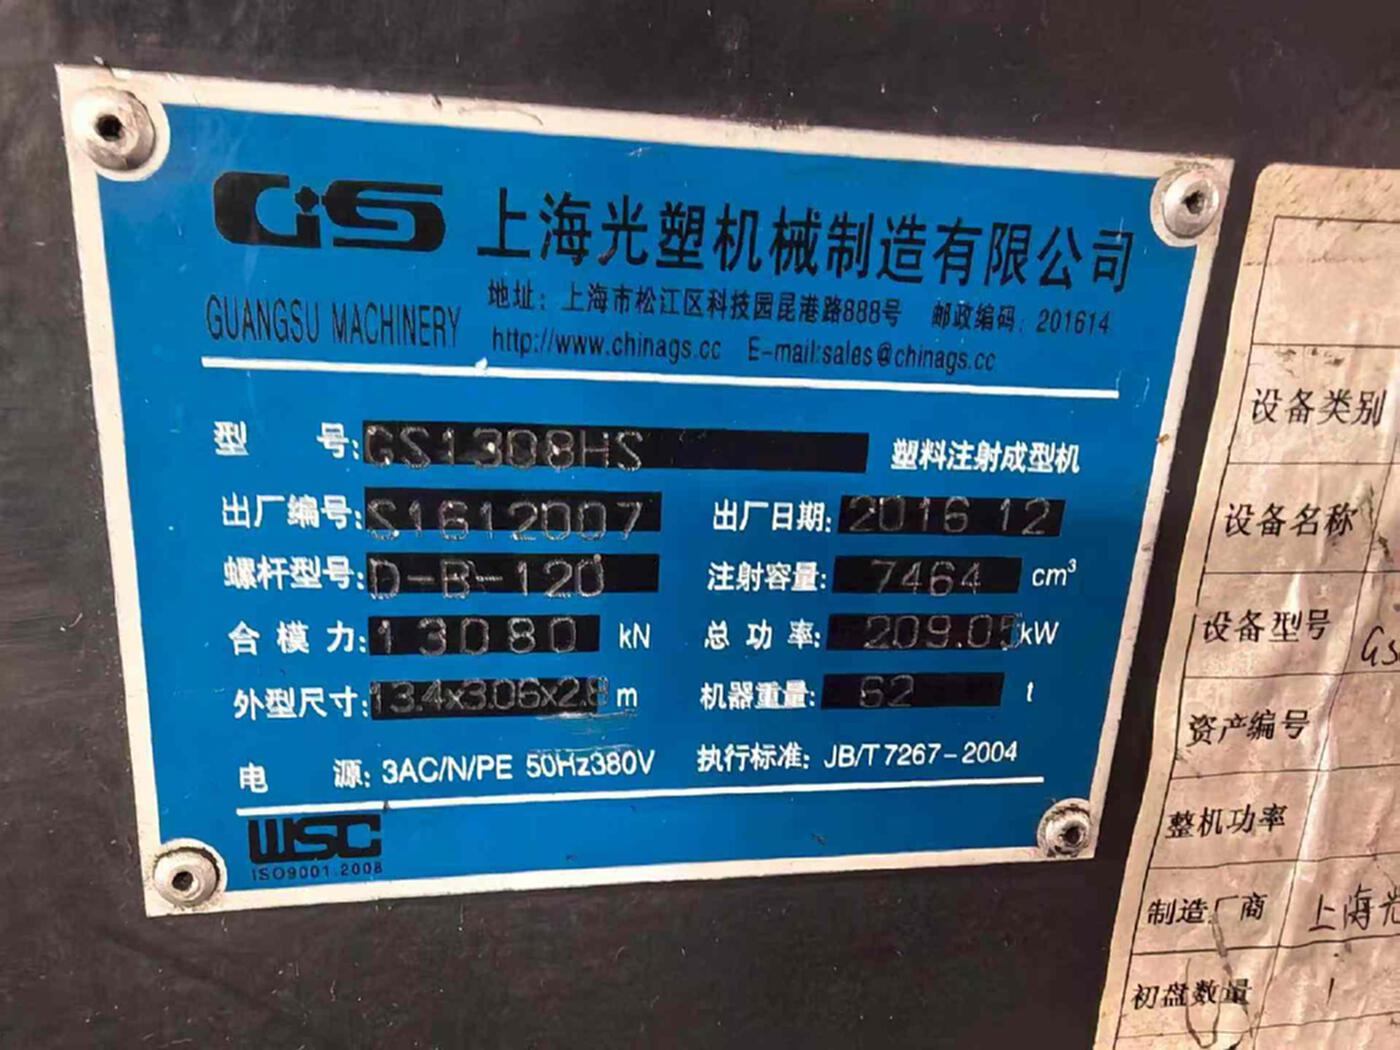 GS 上海光塑机械制造有限公司
GUANGSU MACHINERY
地址：上海市松江区科技园昆港路888号 邮政编码：201614
http://www.chinags.cc E-mail:sales@chinags.cc
型 号: GS1308HS 塑料注射成型机
出厂编号: S1612007 出厂日期: 2016 12
螺杆型号: D-B-120 注射容量: 7464 cm³
合模力: 13080 kN 总功率: 209.05 kW
外型尺寸: 13.4x3.06x2.8 m 机器重量: 62 t
电 源: 3AC/N/PE 50Hz380V 执行标准: JB/T7267-2004
WSC
ISO9001:2008
设备类别
设备名称
设备型号
资产编号
整机功率
制造厂商 上海光
初盘数量 1